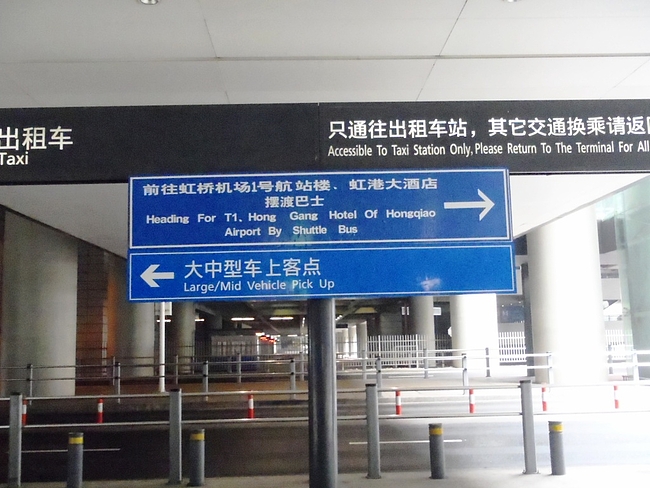 出租车
Taxi
只通往出租车站，其它交通换乘请返
Accessible To Taxi Station Only, Please Return To The Terminal For All
前往虹桥机场1号航站楼、虹港大酒店
摆渡巴士
Heading For T1, Hong Gang Hotel Of Hongqiao
Airport By Shuttle Bus
大中型车上客点
Large/Mid Vehicle Pick Up